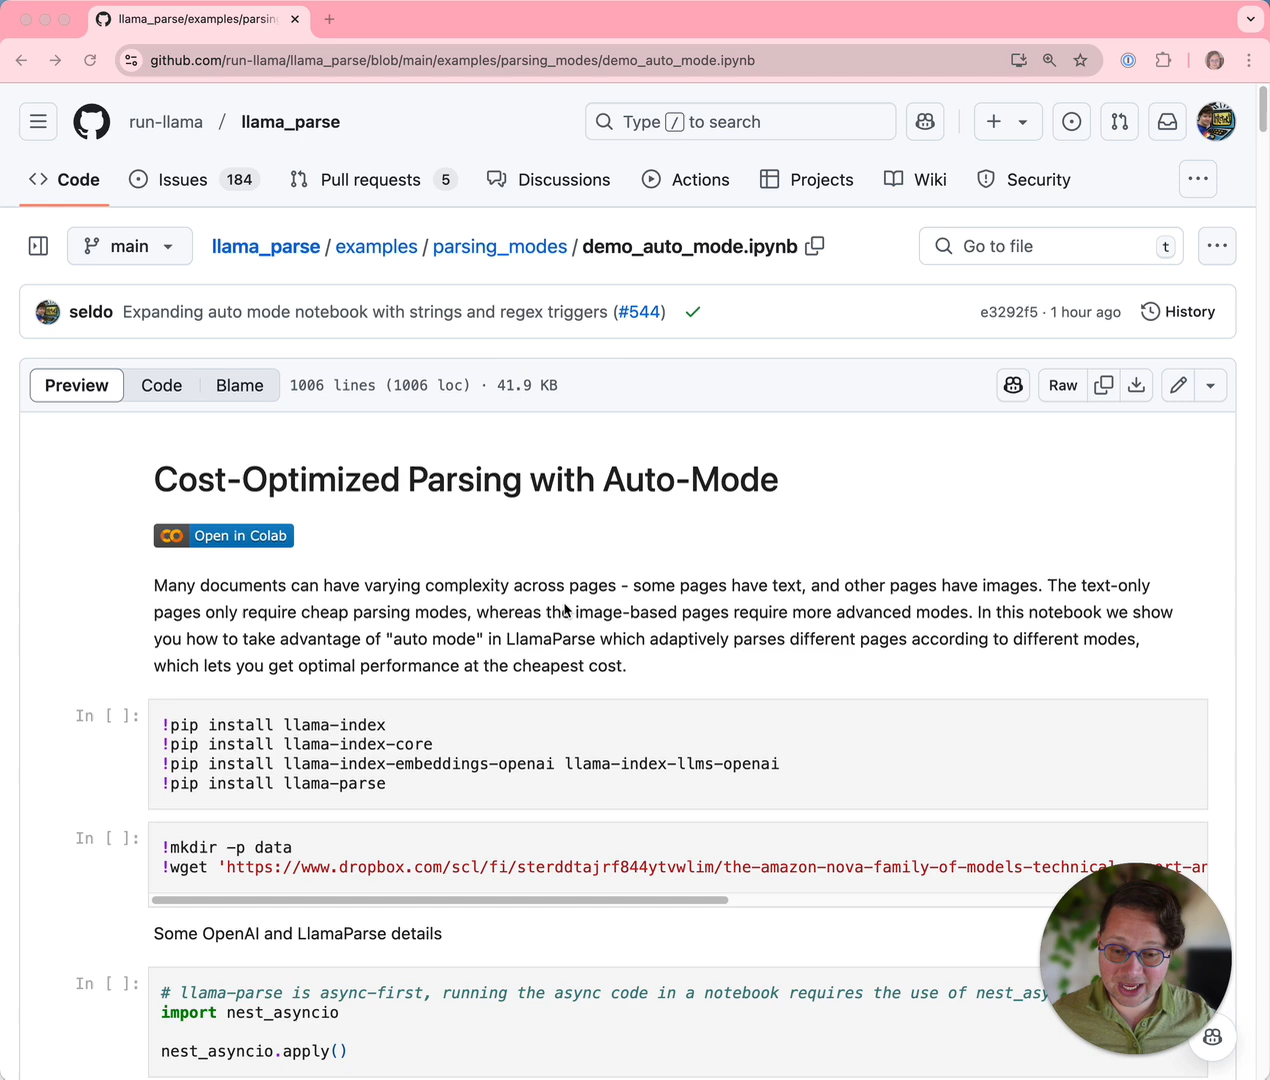 llama_parse/examples/parsin
github.com/run-llama/llama_parse/blob/main/examples/parsing_modes/demo_auto_mode.ipynb
run-llama / llama_parse
Type / to search
Code
Issues 184
Pull requests 5
Discussions
Actions
Projects
Wiki
Security
main
llama_parse / examples / parsing_modes / demo_auto_mode.ipynb
Go to file t
seldo Expanding auto mode notebook with strings and regex triggers (#544)
e3292f5 · 1 hour ago
History
Preview
Code
Blame
1006 lines (1006 loc) · 41.9 KB
Raw
Cost-Optimized Parsing with Auto-Mode
CO Open in Colab
Many documents can have varying complexity across pages - some pages have text, and other pages have images. The text-only
pages only require cheap parsing modes, whereas the image-based pages require more advanced modes. In this notebook we show
you how to take advantage of "auto mode" in LlamaParse which adaptively parses different pages according to different modes,
which lets you get optimal performance at the cheapest cost.
In [ ]:
!pip install llama-index
!pip install llama-index-core
!pip install llama-index-embeddings-openai llama-index-llms-openai
!pip install llama-parse
In [ ]:
!mkdir -p data
!wget 'https://www.dropbox.com/scl/fi/sterddtajrf844ytvwlim/the-amazon-nova-family-of-models-technical
Some OpenAI and LlamaParse details
In [ ]:
# llama-parse is async-first, running the async code in a notebook requires the use of nest_asy
import nest_asyncio
nest_asyncio.apply()